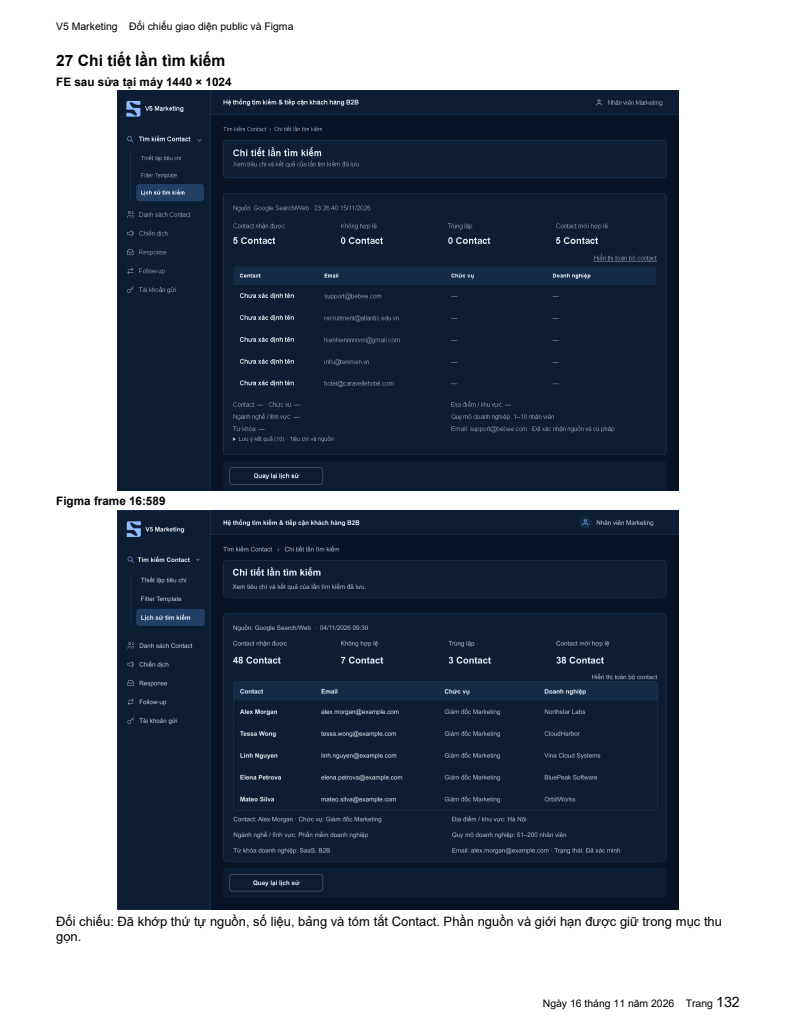 V5 Marketing Đối chiếu giao diện public và Figma
27 Chi tiết lần tìm kiếm
FE sau sửa tại máy 1440 × 1024
V5 Marketing
Hệ thống tìm kiếm & tiếp cận khách hàng B2B
Nhân viên Marketing
Tìm kiếm Contact
Thiết lập tiêu chí
Filter Template
Lịch sử tìm kiếm
Danh sách Contact
Chiến dịch
Response
Follow-up
Tài khoản gửi
Tìm kiếm Contact › Chi tiết lần tìm kiếm
Chi tiết lần tìm kiếm
Xem tiêu chí và kết quả của lần tìm kiếm đã lưu
Nguồn: Google Search/Web · 23:26:40 15/11/2026
Contact nhận được Không hợp lệ Trùng lặp Contact mới hợp lệ
5 Contact 0 Contact 0 Contact 5 Contact
Hiển thị toàn bộ contact
Contact Email Chức vụ Doanh nghiệp
Chưa xác định tên support@bebee.com — —
Chưa xác định tên recruitment@atlantic.edu.vn — —
Chưa xác định tên — —
Chưa xác định tên info@tenmien.vn — —
Chưa xác định tên hotel@caravellehotel.com — —
Contact: — · Chức vụ: — Địa điểm / khu vực: —
Ngành nghề / lĩnh vực: — Quy mô doanh nghiệp: 1–10 nhân viên
Từ khóa: — Email: support@bebee.com · Đã xác nhận nguồn và cú pháp
▸ Lưu ý kết quả (10) · Tiêu chí và nguồn
Quay lại lịch sử
Figma frame 16:589
V5 Marketing
Hệ thống tìm kiếm & tiếp cận khách hàng B2B
Nhân viên Marketing
Tìm kiếm Contact
Thiết lập tiêu chí
Filter Template
Lịch sử tìm kiếm
Danh sách Contact
Chiến dịch
Response
Follow-up
Tài khoản gửi
Tìm kiếm Contact › Chi tiết lần tìm kiếm
Chi tiết lần tìm kiếm
Xem tiêu chí và kết quả của lần tìm kiếm đã lưu.
Nguồn: Google Search/Web · 04/11/2026 09:30
Contact nhận được Không hợp lệ Trùng lặp Contact mới hợp lệ
48 Contact 7 Contact 3 Contact 38 Contact
Hiển thị toàn bộ contact
Contact Email Chức vụ Doanh nghiệp
Alex Morgan alex.morgan@example.com Giám đốc Marketing Northstar Labs
Tessa Wong tessa.wong@example.com Giám đốc Marketing CloudHarbor
Linh Nguyen linh.nguyen@example.com Giám đốc Marketing Vina Cloud Systems
Elena Petrova elena.petrova@example.com Giám đốc Marketing BluePeak Software
Mateo Silva mateo.silva@example.com Giám đốc Marketing OrbitWorks
Contact: Alex Morgan · Chức vụ: Giám đốc Marketing Địa điểm / khu vực: Hà Nội
Ngành nghề / lĩnh vực: Phần mềm doanh nghiệp Quy mô doanh nghiệp: 51–200 nhân viên
Từ khóa doanh nghiệp: SaaS, B2B Email: alex.morgan@example.com · Trạng thái: Đã xác minh
Quay lại lịch sử
Đối chiếu: Đã khớp thứ tự nguồn, số liệu, bảng và tóm tắt Contact. Phần nguồn và giới hạn được giữ trong mục thu
gọn.
Ngày 16 tháng 11 năm 2026 Trang 132